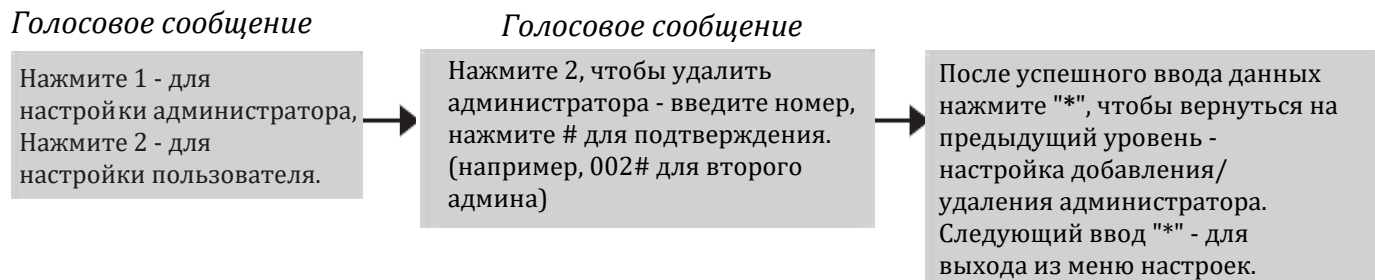 Голосовое сообщение
Нажмите 1 - для
настройки администратора,
Нажмите 2 - для
настройки пользователя.
Голосовое сообщение
Нажмите 2, чтобы удалить
администратора - введите номер,
нажмите # для подтверждения.
(например, 002# для второго
админа)
После успешного ввода данных
нажмите "*", чтобы вернуться на
предыдущий уровень -
настройка добавления/
удаления администратора.
Следующий ввод "*" - для
выхода из меню настроек.